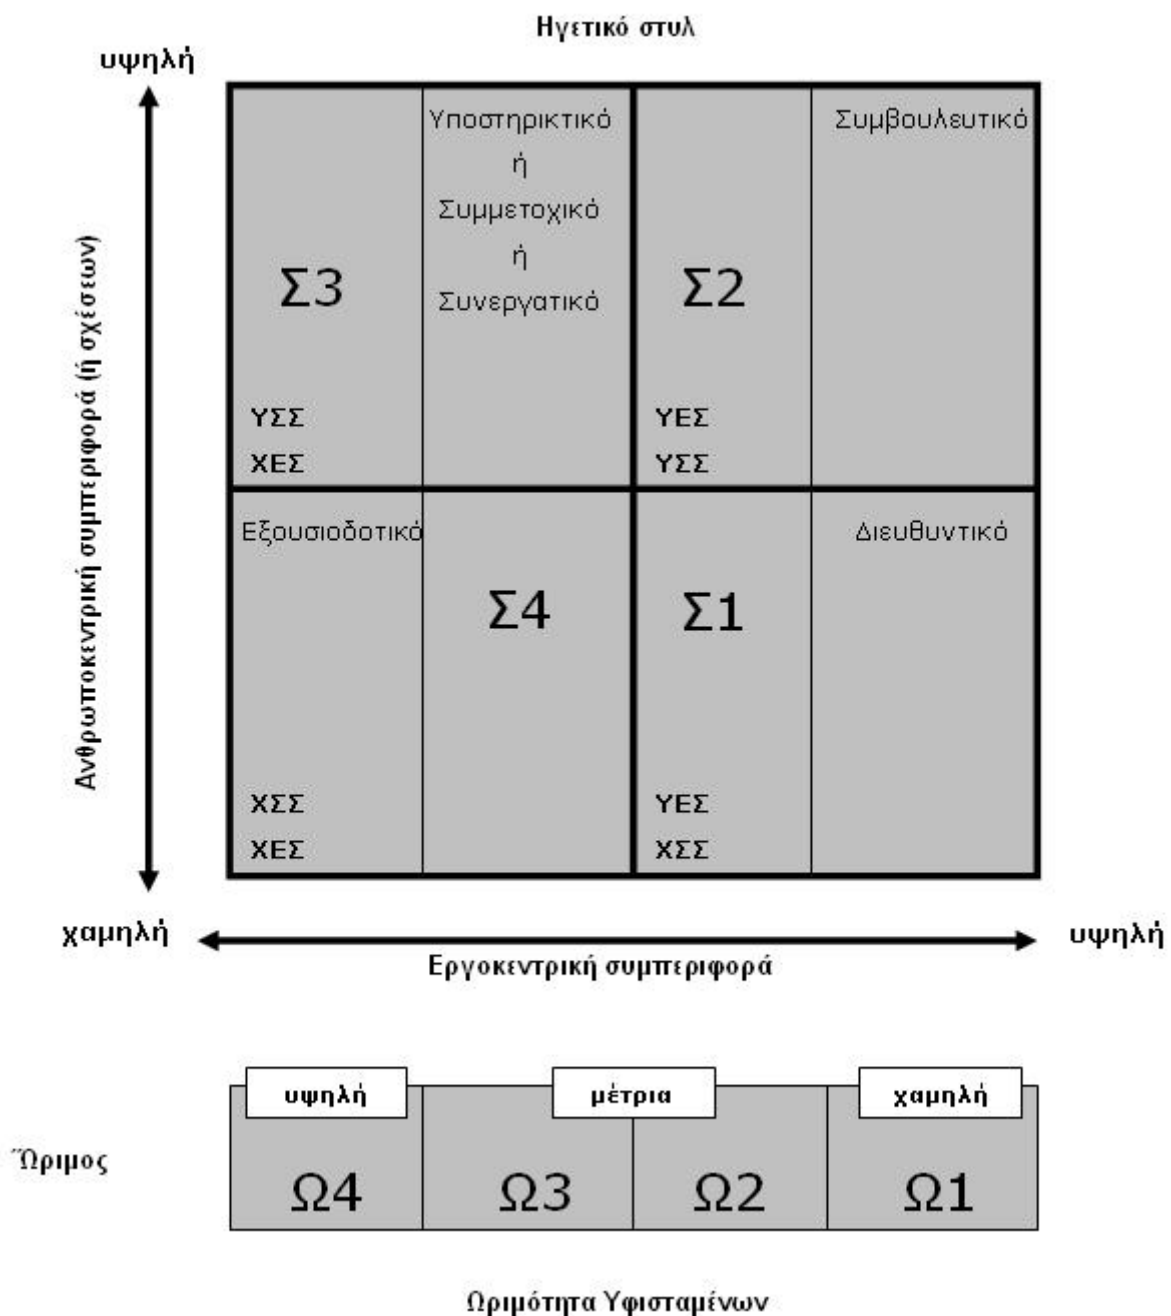 Ηγετικό στυλ
υψηλή
Ανθρωποκεντρική συμπεριφορά (ή σχέσεων)
Υποστηρικτικό
ή
Συμμετοχικό
ή
Συνεργατικό
Σ3
ΥΣΣ
ΧΕΣ
Συμβουλευτικό
Σ2
ΥΕΣ
ΥΣΣ
Εξουσιοδοτικό
Σ4
ΧΣΣ
ΧΕΣ
Διευθυντικό
Σ1
ΥΕΣ
ΧΣΣ
χαμηλή
υψηλή
Εργοκεντρική συμπεριφορά
υψηλή μέτρια χαμηλή
Ώριμος
Ω4 Ω3 Ω2 Ω1
Ωριμότητα Υφισταμένων